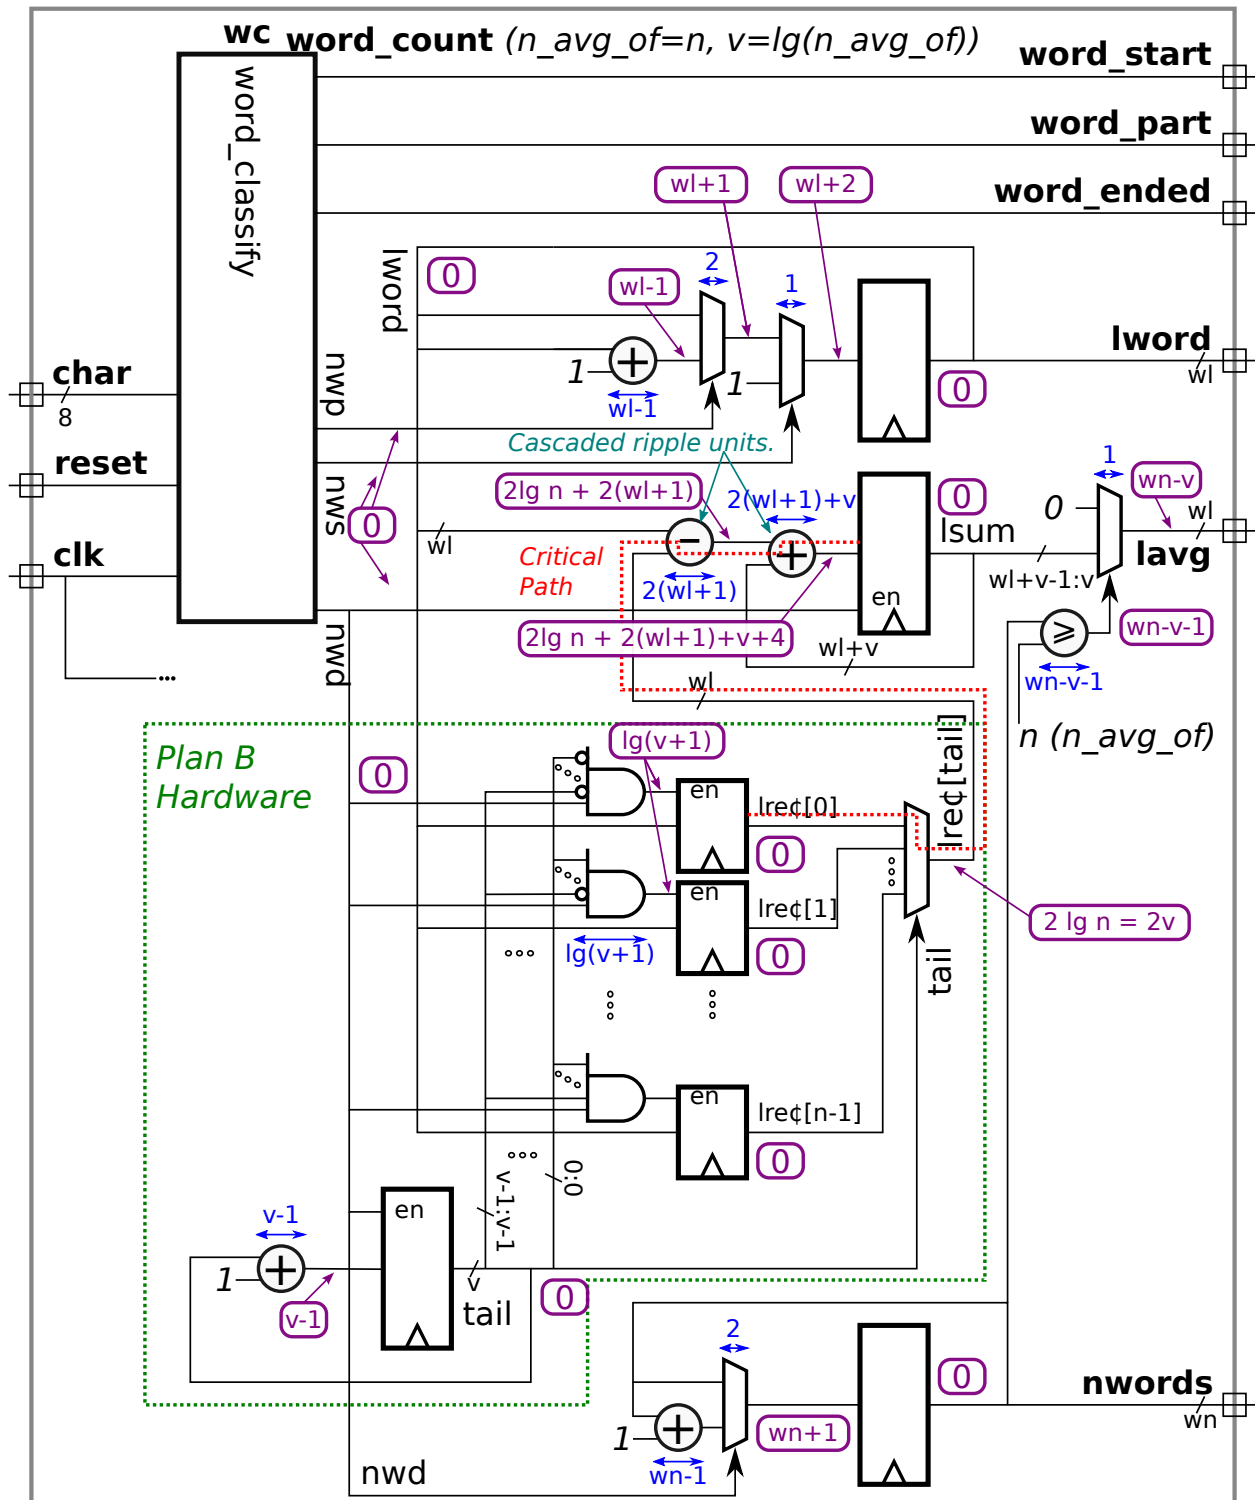 wc word_count (n_avg_of=n, v=lg(n_avg_of))
word_start
word_classify
word_part
wl+1
wl+2
word_ended
lword
0
2
1
wl-1
+
1
wl-1
1
0
lword
wl
char
8
nwp
reset
nws
0
clk
Cascaded ripple units.
2lg n + 2(wl+1)
2(wl+1)+v
0
lsum
1
wn-v
wl
lavg
0
wl
−
+
Critical
Path
2(wl+1)
en
wl+v-1:v
2lg n + 2(wl+1)+v+4
wl+v
≥
wn-v-1
wn-v-1
n (n_avg_of)
nwd
...
wl
Plan B
Hardware
0
lg(v+1)
en
lre¢[0]
0
lre¢[tail]
en
lre¢[1]
0
lg(v+1)
2 lg n = 2v
tail
en
lre¢[n-1]
0
v-1:v-1
0:0
v-1
+
1
v-1
en
v
tail
0
2
+
1
wn-1
wn+1
0
nwords
wn
nwd